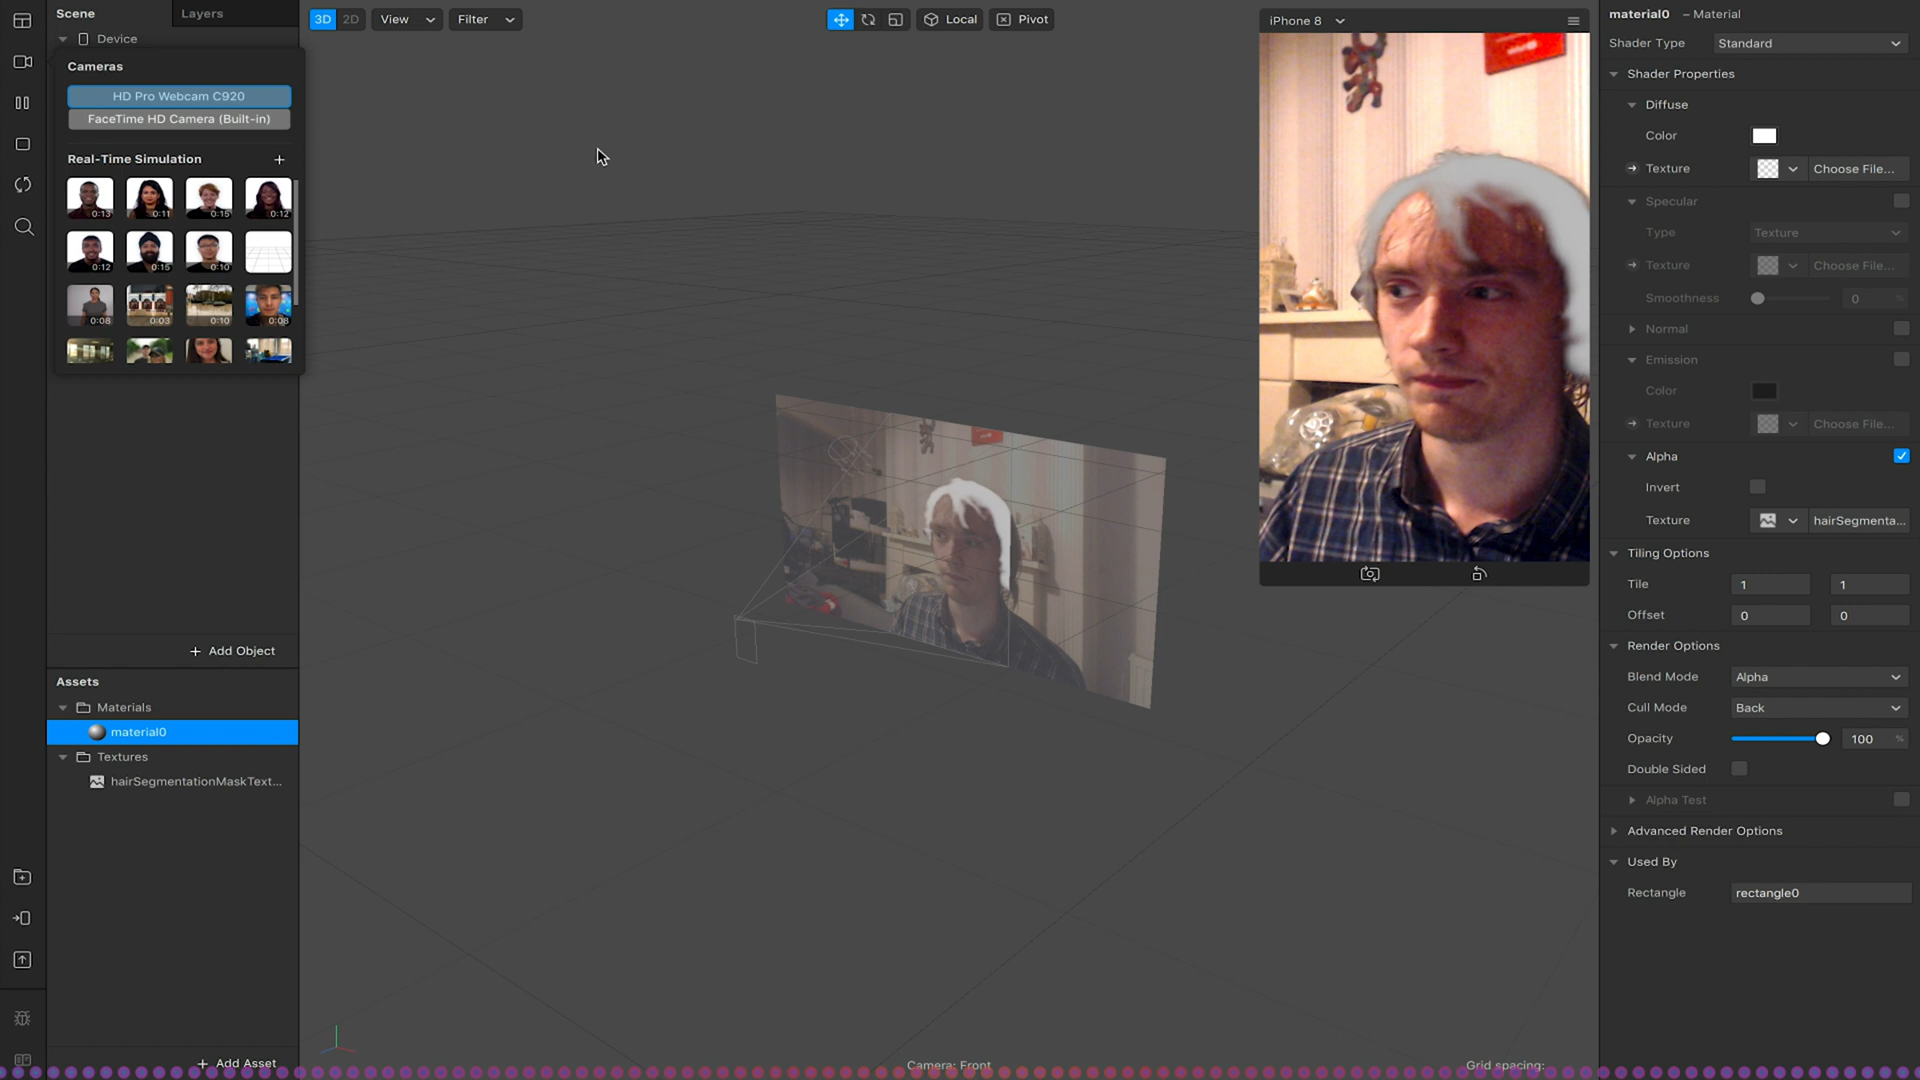 Scene
Layers
Device
Cameras
HD Pro Webcam C920
FaceTime HD Camera (Built-in)
Real-Time Simulation
0:13
0:11
0:15
0:12
0:12
0:15
0:10
0:08
0:03
0:10
0:08
Add Object
Assets
Materials
material0
Textures
hairSegmentationMaskText...
Add Asset
3D
2D
View
Filter
Local
Pivot
iPhone 8
Camera: Front
Grid spacing:
material0 – Material
Shader Type
Standard
Shader Properties
Diffuse
Color
Texture
Choose File...
Specular
Type
Texture
Texture
Choose File...
Smoothness
0
%
Normal
Emission
Color
Texture
Choose File...
Alpha
Invert
Texture
hairSegmenta...
Tiling Options
Tile
1
1
Offset
0
0
Render Options
Blend Mode
Alpha
Cull Mode
Back
Opacity
100
%
Double Sided
Alpha Test
Advanced Render Options
Used By
Rectangle
rectangle0